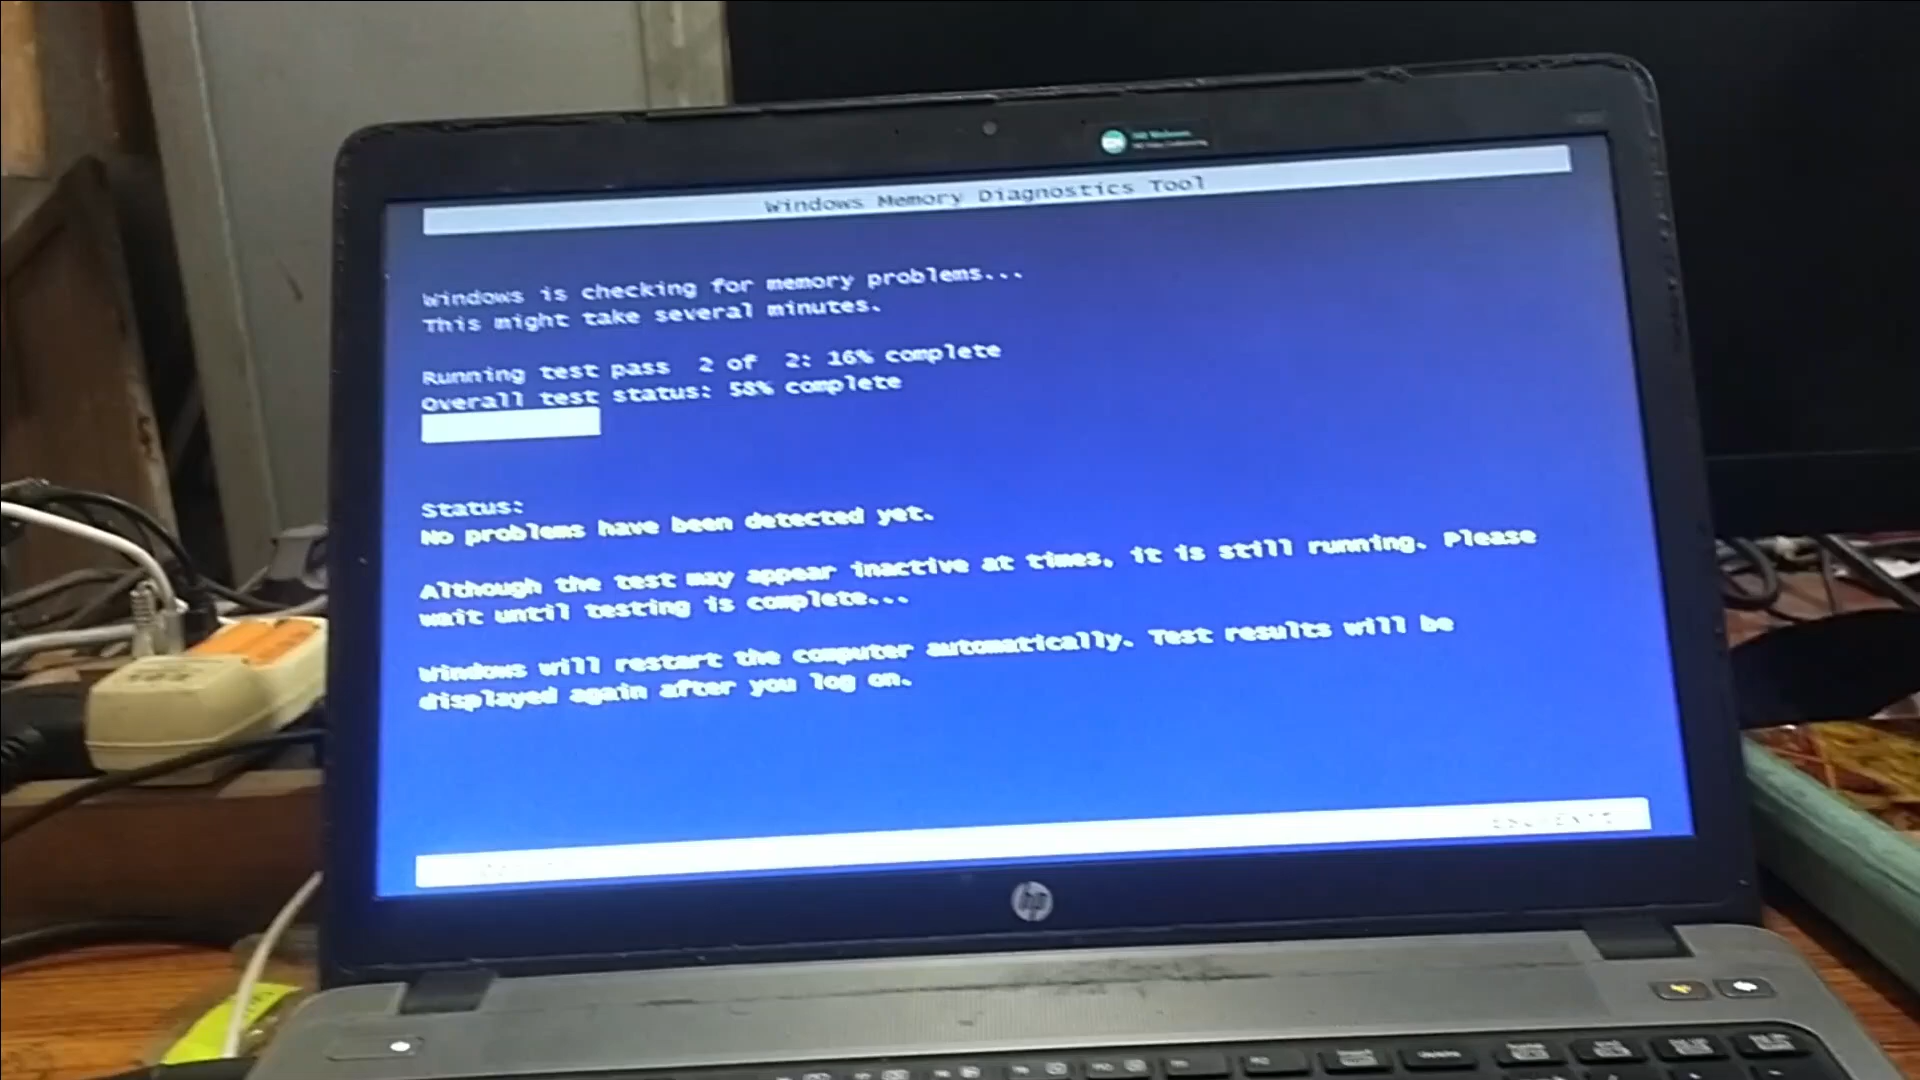 Windows Memory Diagnostics Tool
Windows is checking for memory problems...
This might take several minutes.
Running test pass  2 of  2: 16% complete
Overall test status: 58% complete
Status:
No problems have been detected yet.
Although the test may appear inactive at times, it is still running. Please
wait until testing is complete...
Windows will restart the computer automatically. Test results will be
displayed again after you log on.
hp